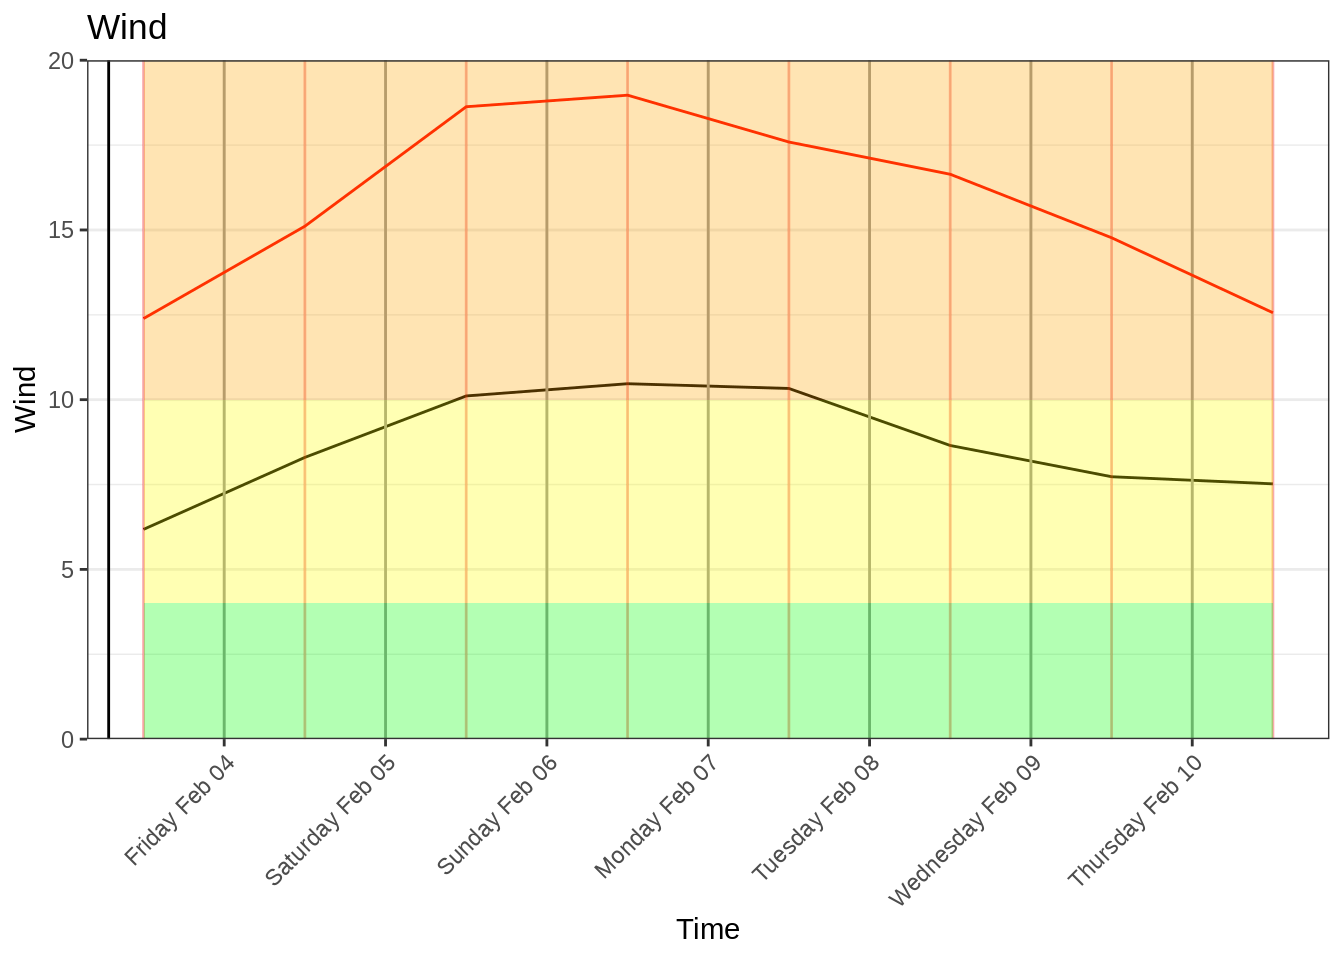 Wind
20
15
10
5
0
Wind
Friday Feb 04
Saturday Feb 05
Sunday Feb 06
Monday Feb 07
Tuesday Feb 08
Wednesday Feb 09
Thursday Feb 10
Time